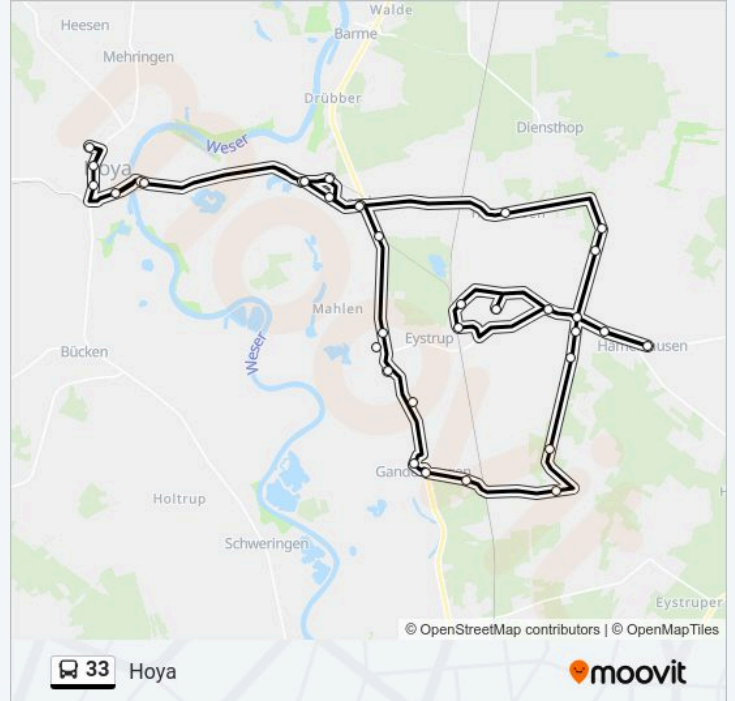 Walde
Heesen
Barme
Mehringen
Drübber
Diensthop
Weser
Hoya
Mahlen
Eystrup
Weser
Bücken
Holtrup
Schweringen
Eystruper
© OpenStreetMap contributors | © OpenMapTiles
33 Hoya
moovit